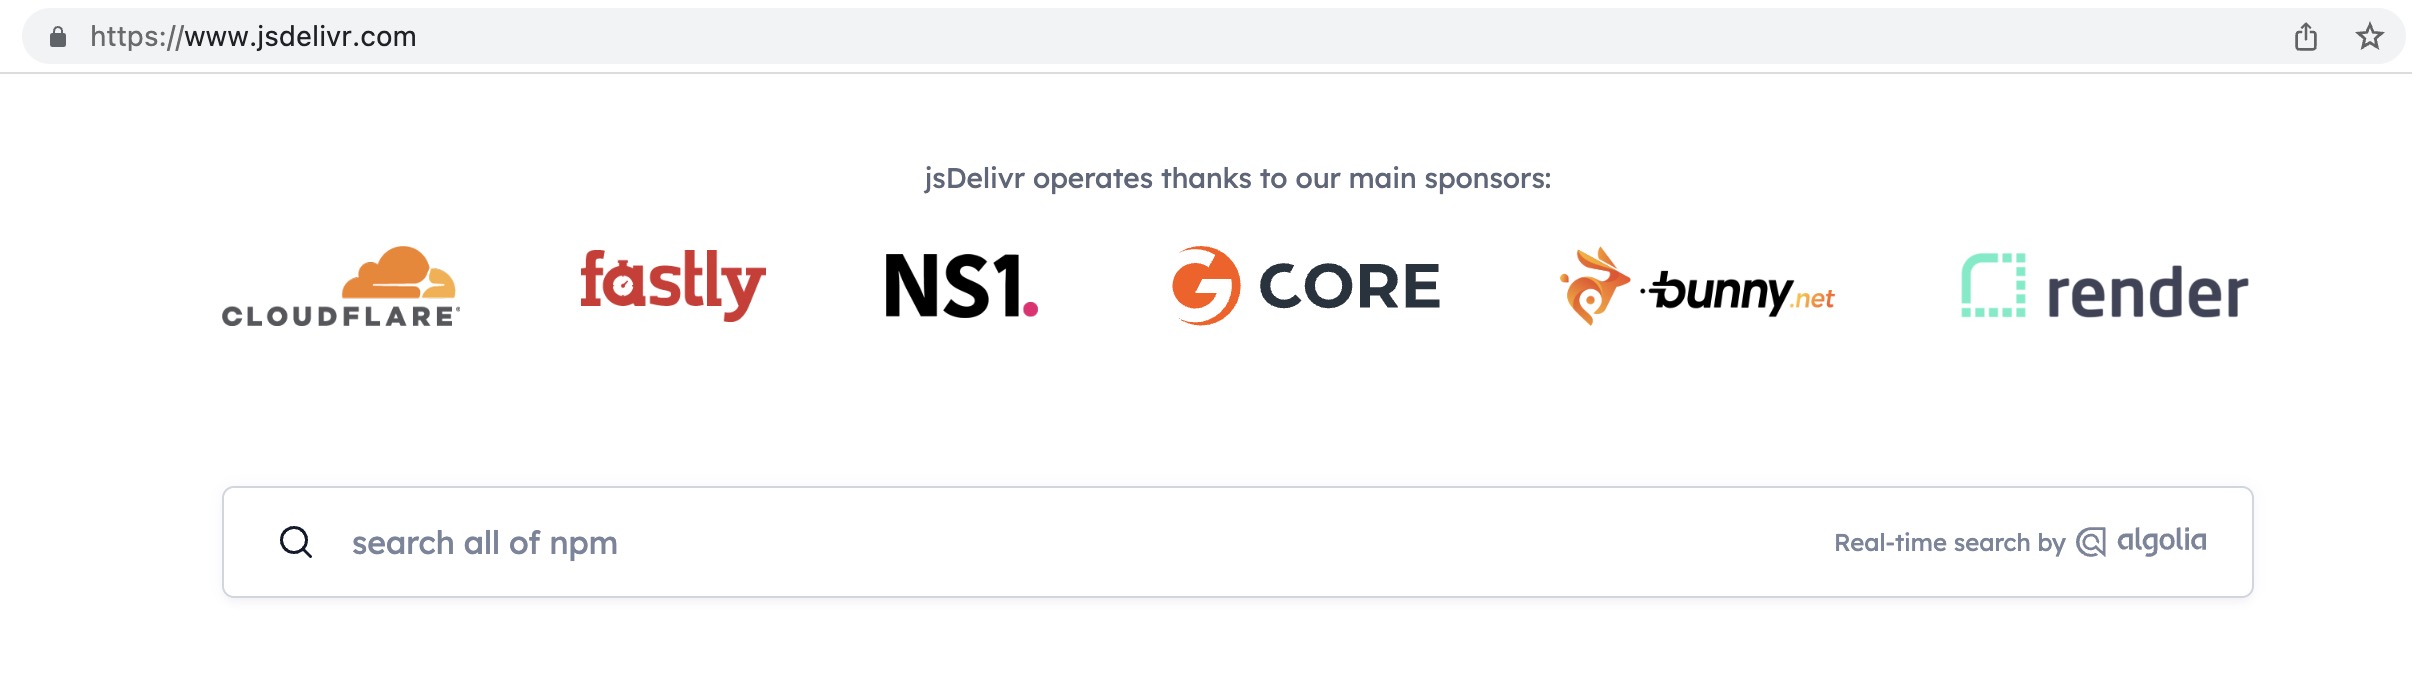 https://www.jsdelivr.com
jsDelivr operates thanks to our main sponsors:
CLOUDFLARE fastly NS1. G CORE bunny.net render
search all of npm Real-time search by algolia